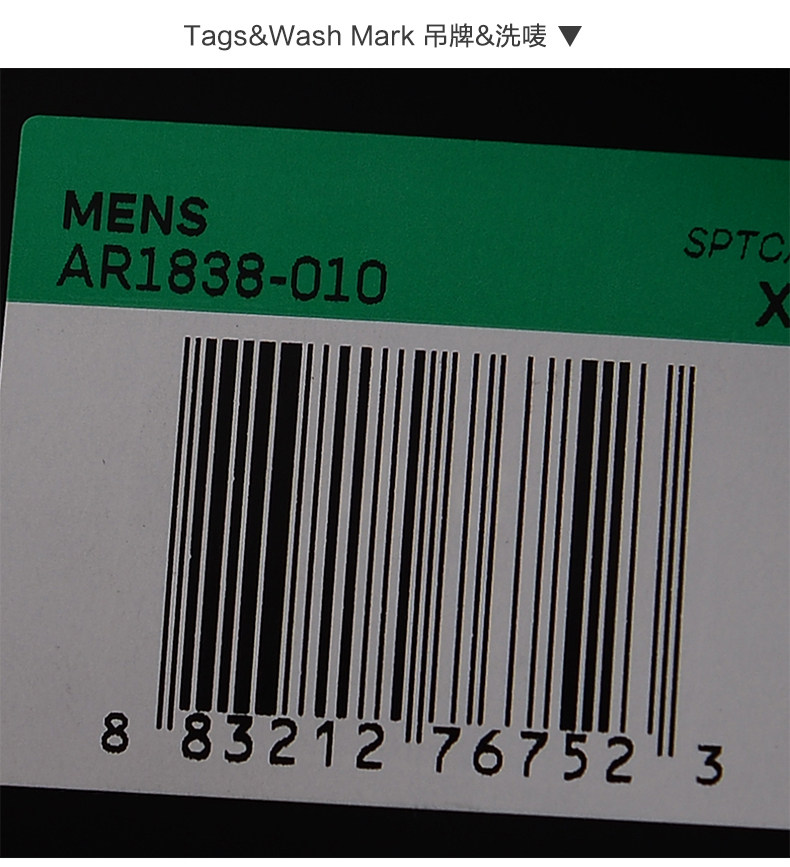 Tags&Wash Mark 吊牌&洗唛 ▼
MENS
AR1838-010
8 83212 76752 3